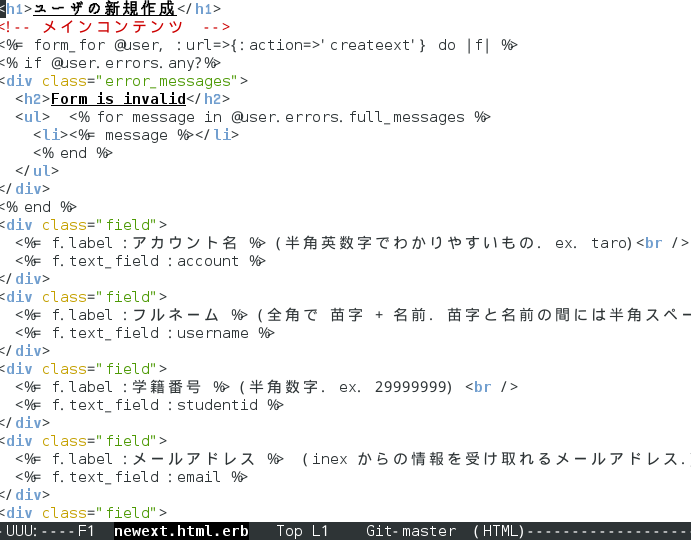 <h1>ユーザの新規作成</h1>
<!-- メインコンテンツ -->
<%= form_for @user, :url=>{:action=>'createext'} do |f| %>
<% if @user.errors.any?%>
<div class="error_messages">
<h2>Form is invalid</h2>
<ul> <% for message in @user.errors.full_messages %>
<li><%= message %></li>
<% end %>
</ul>
</div>
<% end %>
<div class="field">
<%= f.label :アカウント名 %> (半角英数字でわかりやすいもの. ex. taro)<br />
<%= f.text_field :account %>
</div>
<div class="field">
<%= f.label :フルネーム %> (全角で 苗字 + 名前. 苗字と名前の間には半角スペー
<%= f.text_field :username %>
</div>
<div class="field">
<%= f.label :学籍番号 %> (半角数字. ex. 29999999) <br />
<%= f.text_field :studentid %>
</div>
<div class="field">
<%= f.label :メールアドレス %> (inex からの情報を受け取れるメールアドレス.)
<%= f.text_field :email %>
</div>
<div class="field">
-UUU:----F1 newext.html.erb Top L1 Git-master (HTML)------------------